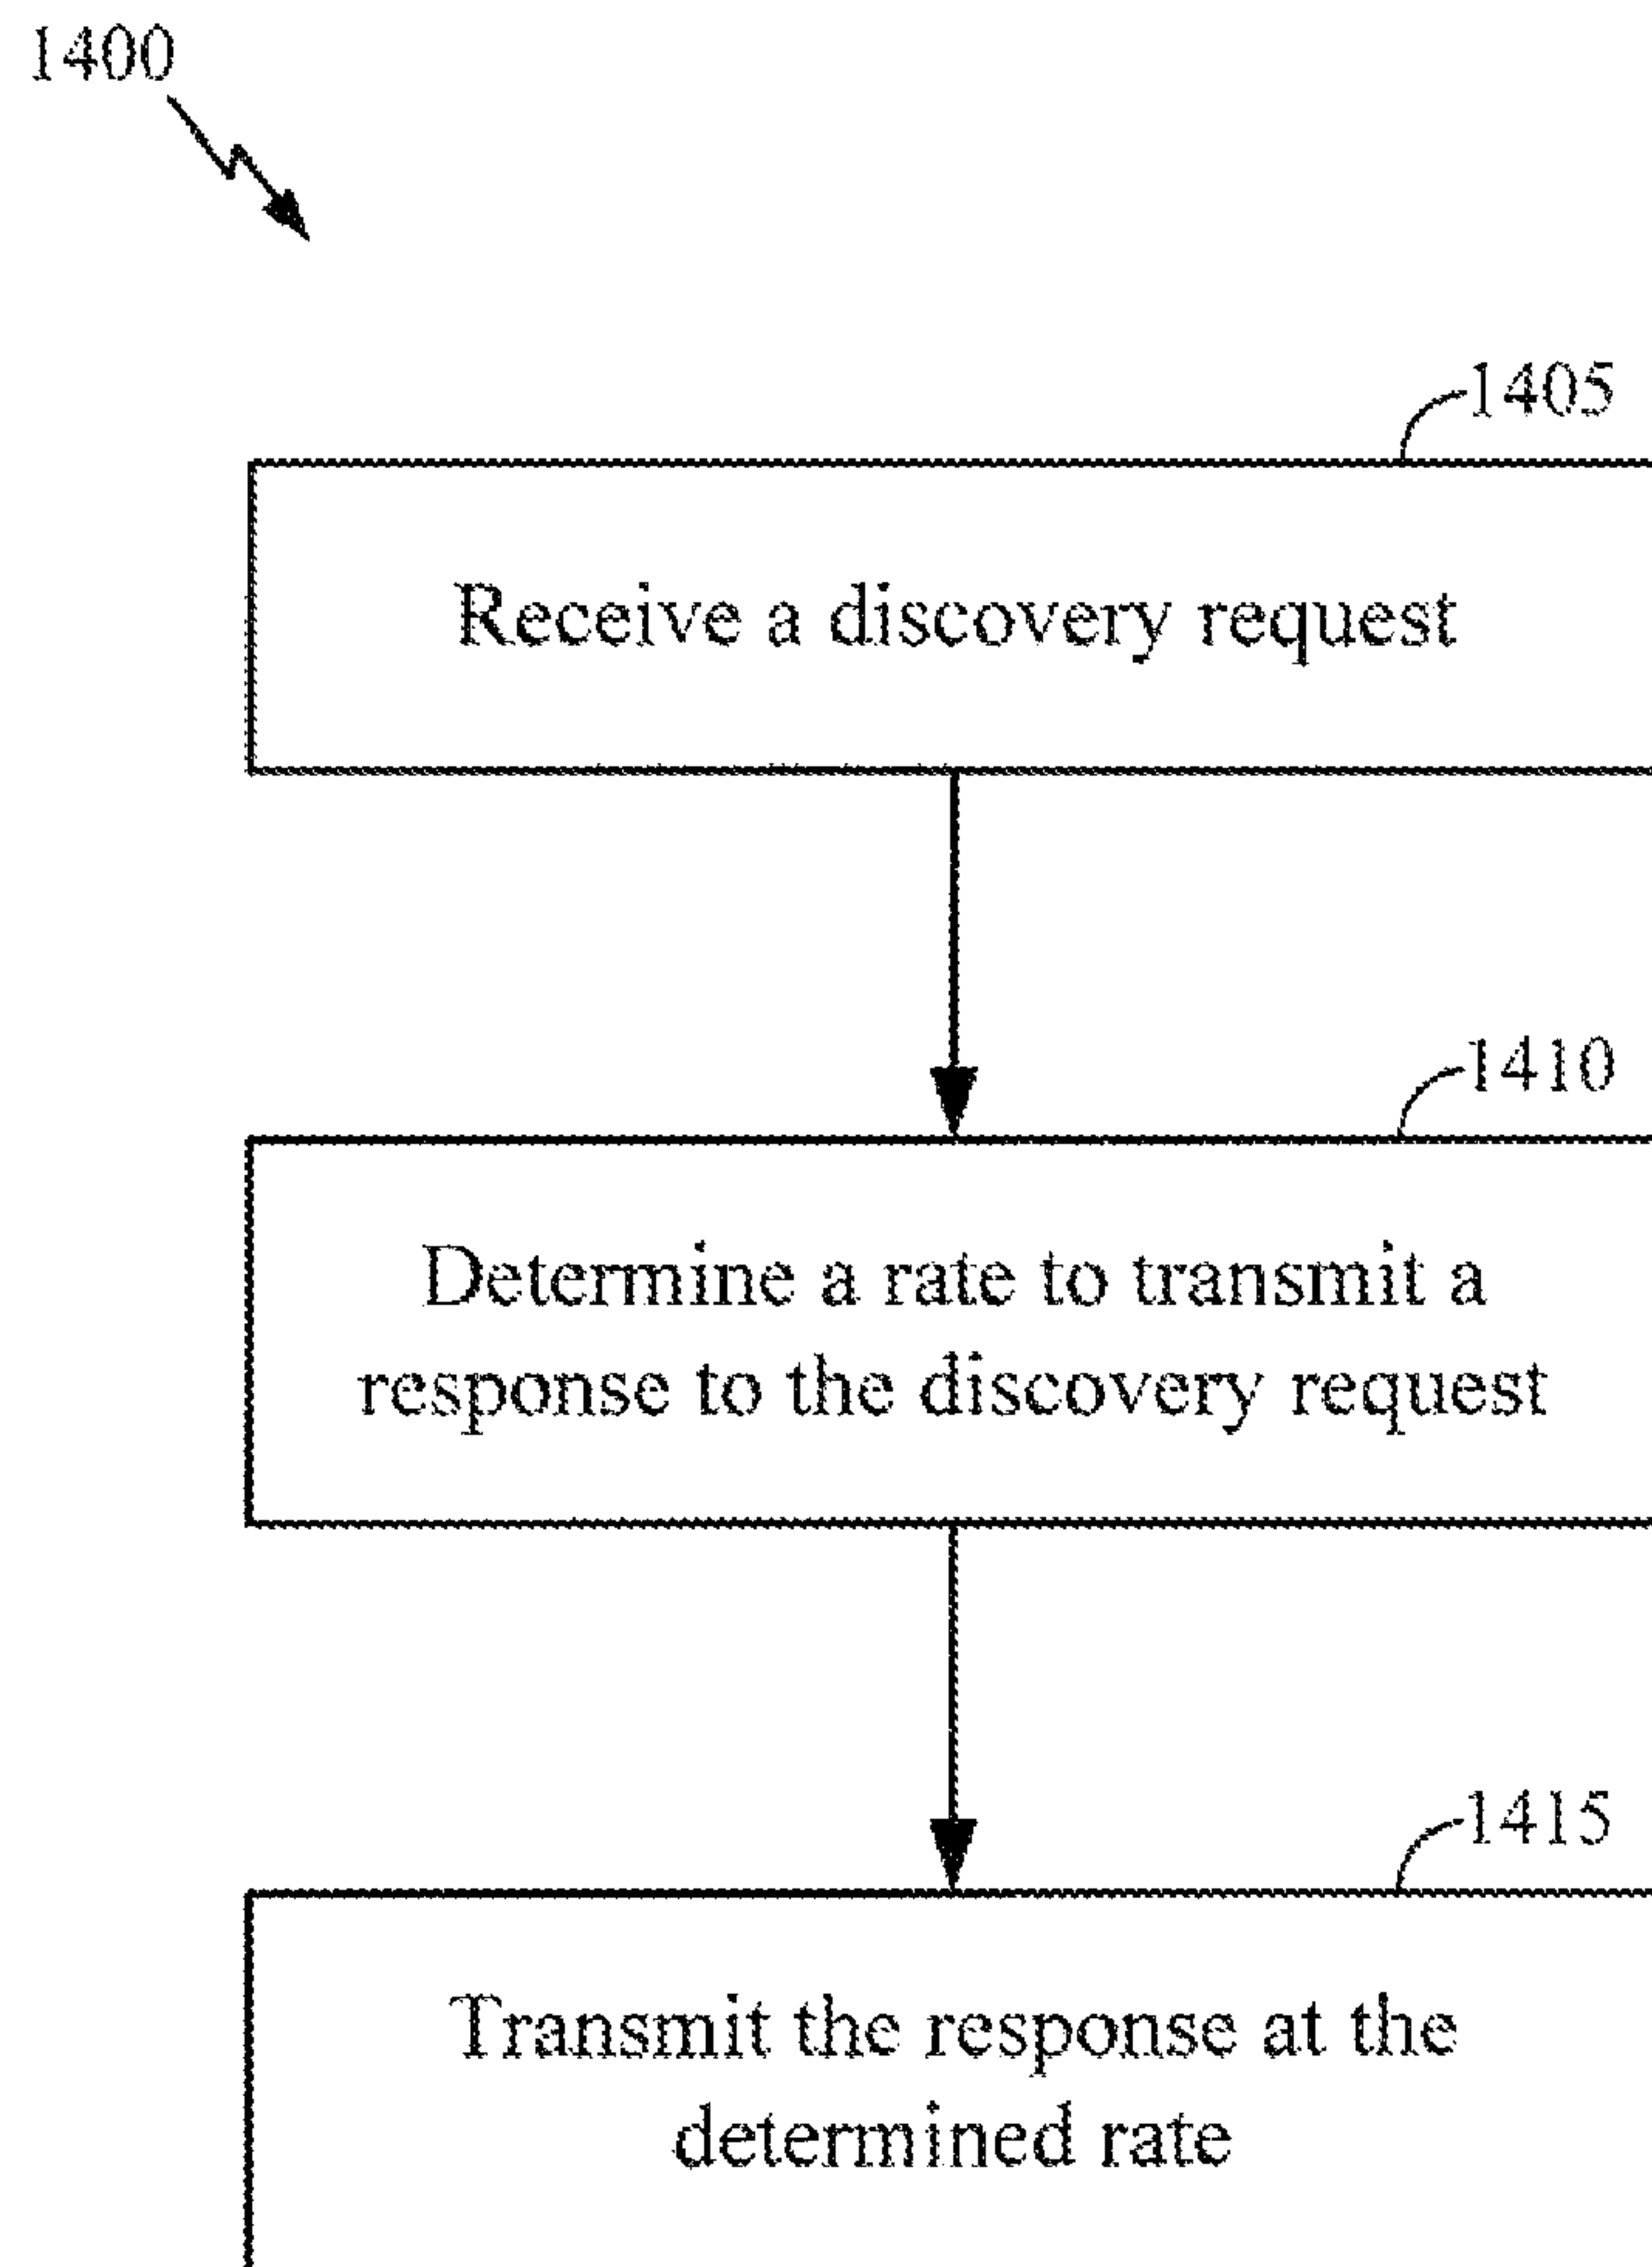 1400
1405
Receive a discovery request
1410
Determine a rate to transmit a
response to the discovery request
1415
Transmit the response at the
determined rate